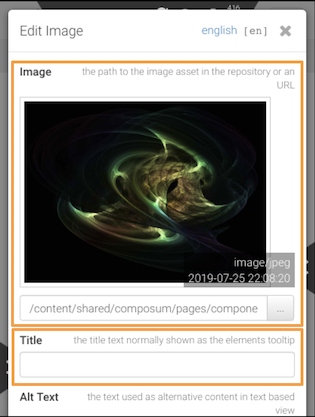 416
Edit Image english [en] ✖
Image the path to the image asset in the repository or an
URL
image/jpeg
2019-07-25 22:08:20
/content/shared/composum/pages/compone ...
Title the title text normally shown as the elements tooltip
Alt Text the text used as alternative content in text based
view